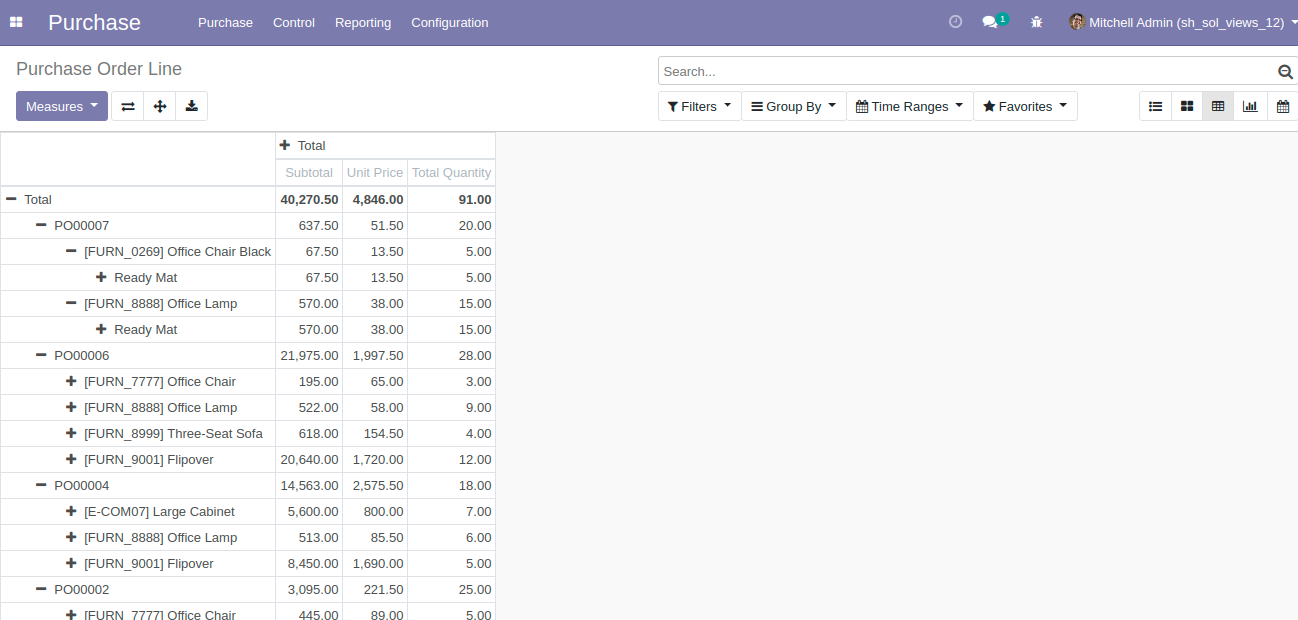 Purchase Purchase Control Reporting Configuration 1 Mitchell Admin (sh_sol_views_12)
Purchase Order Line
Search...
Measures Filters Group By Time Ranges Favorites
Total
Subtotal Unit Price Total Quantity
Total 40,270.50 4,846.00 91.00
PO00007 637.50 51.50 20.00
[FURN_0269] Office Chair Black 67.50 13.50 5.00
Ready Mat 67.50 13.50 5.00
[FURN_8888] Office Lamp 570.00 38.00 15.00
Ready Mat 570.00 38.00 15.00
PO00006 21,975.00 1,997.50 28.00
[FURN_7777] Office Chair 195.00 65.00 3.00
[FURN_8888] Office Lamp 522.00 58.00 9.00
[FURN_8999] Three-Seat Sofa 618.00 154.50 4.00
[FURN_9001] Flipover 20,640.00 1,720.00 12.00
PO00004 14,563.00 2,575.50 18.00
[E-COM07] Large Cabinet 5,600.00 800.00 7.00
[FURN_8888] Office Lamp 513.00 85.50 6.00
[FURN_9001] Flipover 8,450.00 1,690.00 5.00
PO00002 3,095.00 221.50 25.00
[FURN_7777] Office Chair 445.00 89.00 5.00